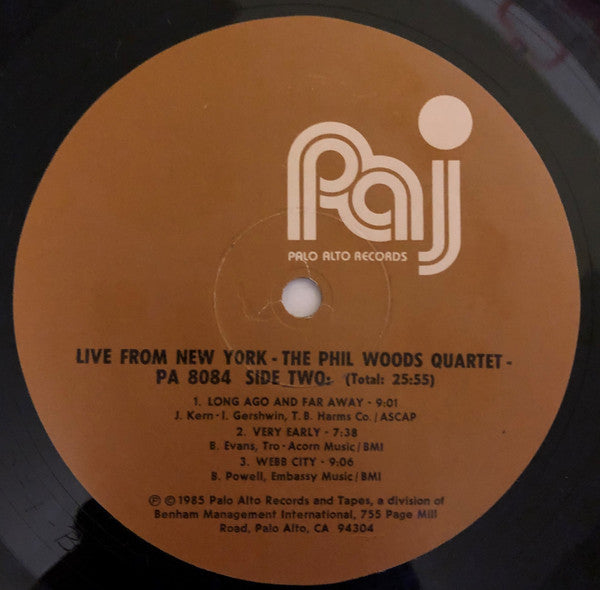 Paj
PALO ALTO RECORDS
LIVE FROM NEW YORK - THE PHIL WOODS QUARTET -
PA 8084 SIDE TWO: (Total: 25:55)
1. LONG AGO AND FAR AWAY - 9:01
J. Kern - I. Gershwin, T. B. Harms Co. / ASCAP
2. VERY EARLY - 7:38
B. Evans, Tro - Acorn Music / BMI
3. WEBB CITY - 9:06
B. Powell, Embassy Music / BMI
℗ © 1985 Palo Alto Records and Tapes, a division of
Benham Management International, 755 Page Mill
Road, Palo Alto, CA 94304